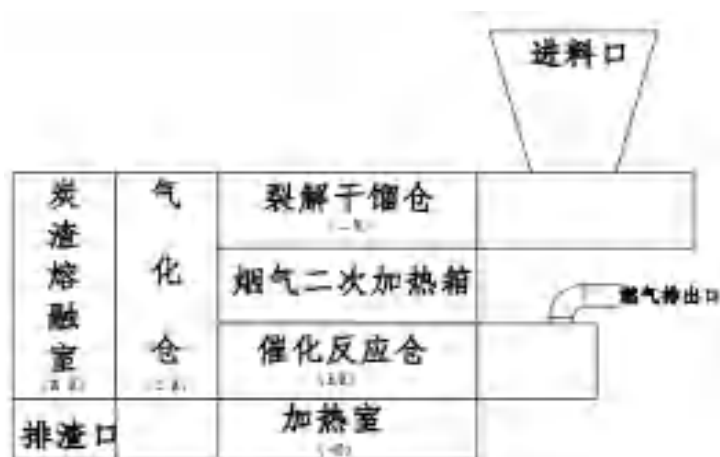 进料口
炭渣熔融室
气化仓
裂解干馏仓
烟气二次加热箱
燃气排出口
催化反应仓
排渣口
加热室